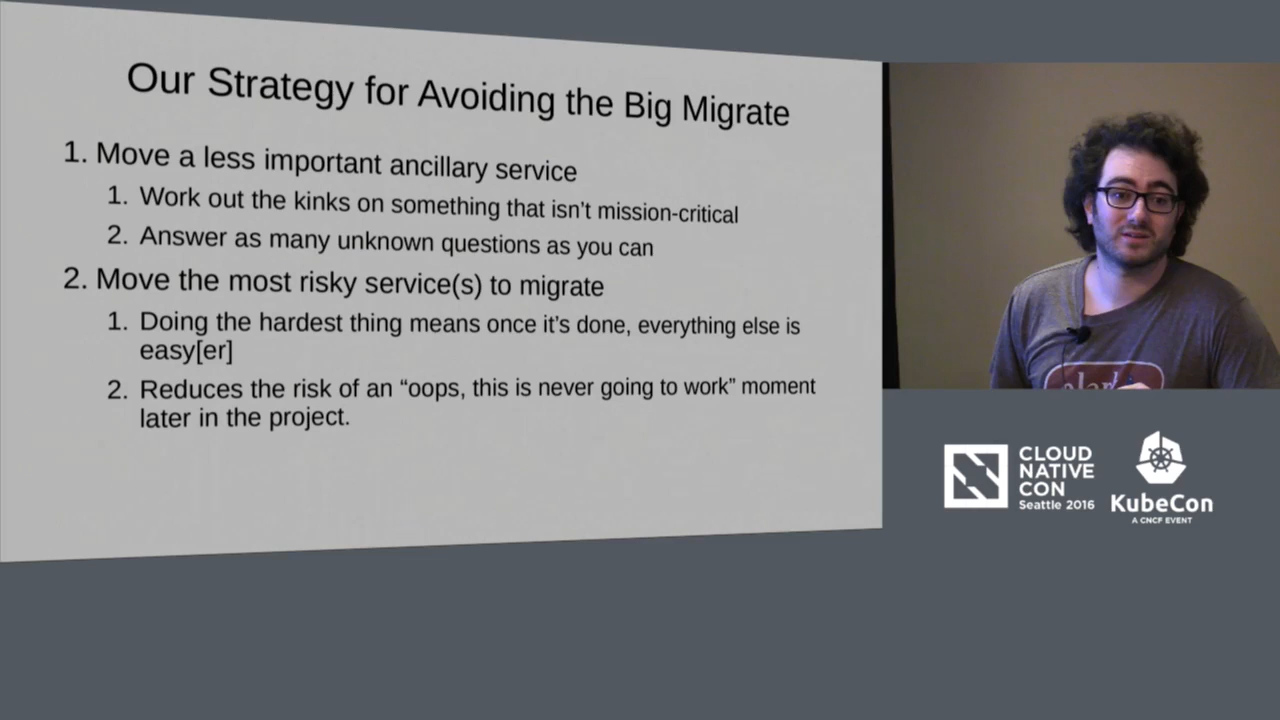 Our Strategy for Avoiding the Big Migrate
1. Move a less important ancillary service
1. Work out the kinks on something that isn't mission-critical
2. Answer as many unknown questions as you can
2. Move the most risky service(s) to migrate
1. Doing the hardest thing means once it's done, everything else is
easy[er]
2. Reduces the risk of an “oops, this is never going to work” moment
later in the project.
CLOUD
NATIVE
CON
Seattle 2016
KubeCon
A CNCF EVENT